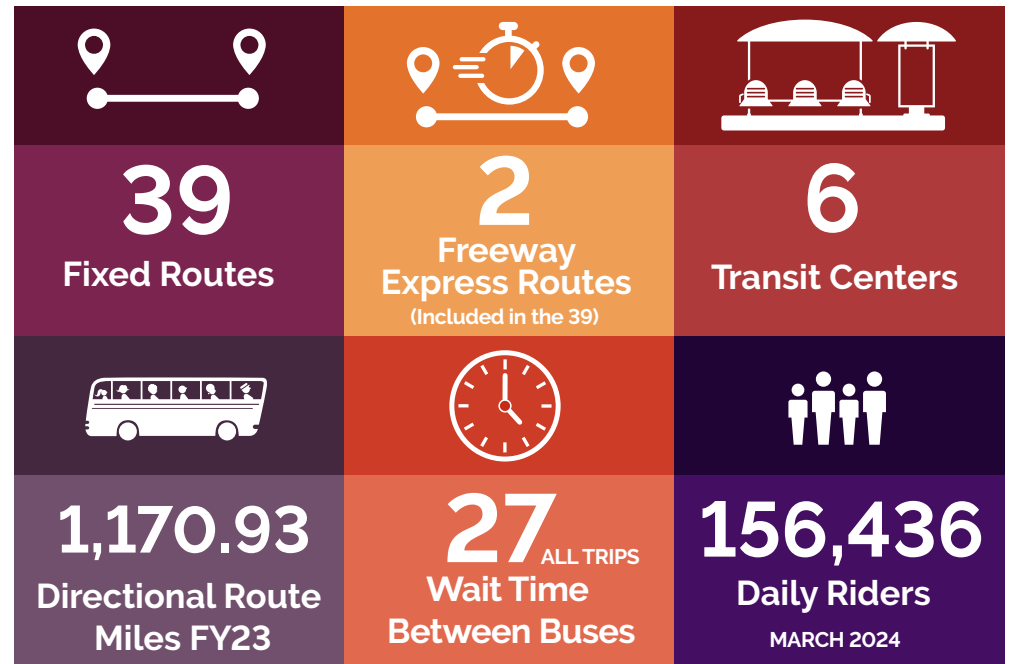 39
Fixed Routes
2
Freeway
Express Routes
(Included in the 39)
6
Transit Centers
1,170.93
Directional Route
Miles FY23
27 ALL TRIPS
Wait Time
Between Buses
156,436
Daily Riders
MARCH 2024